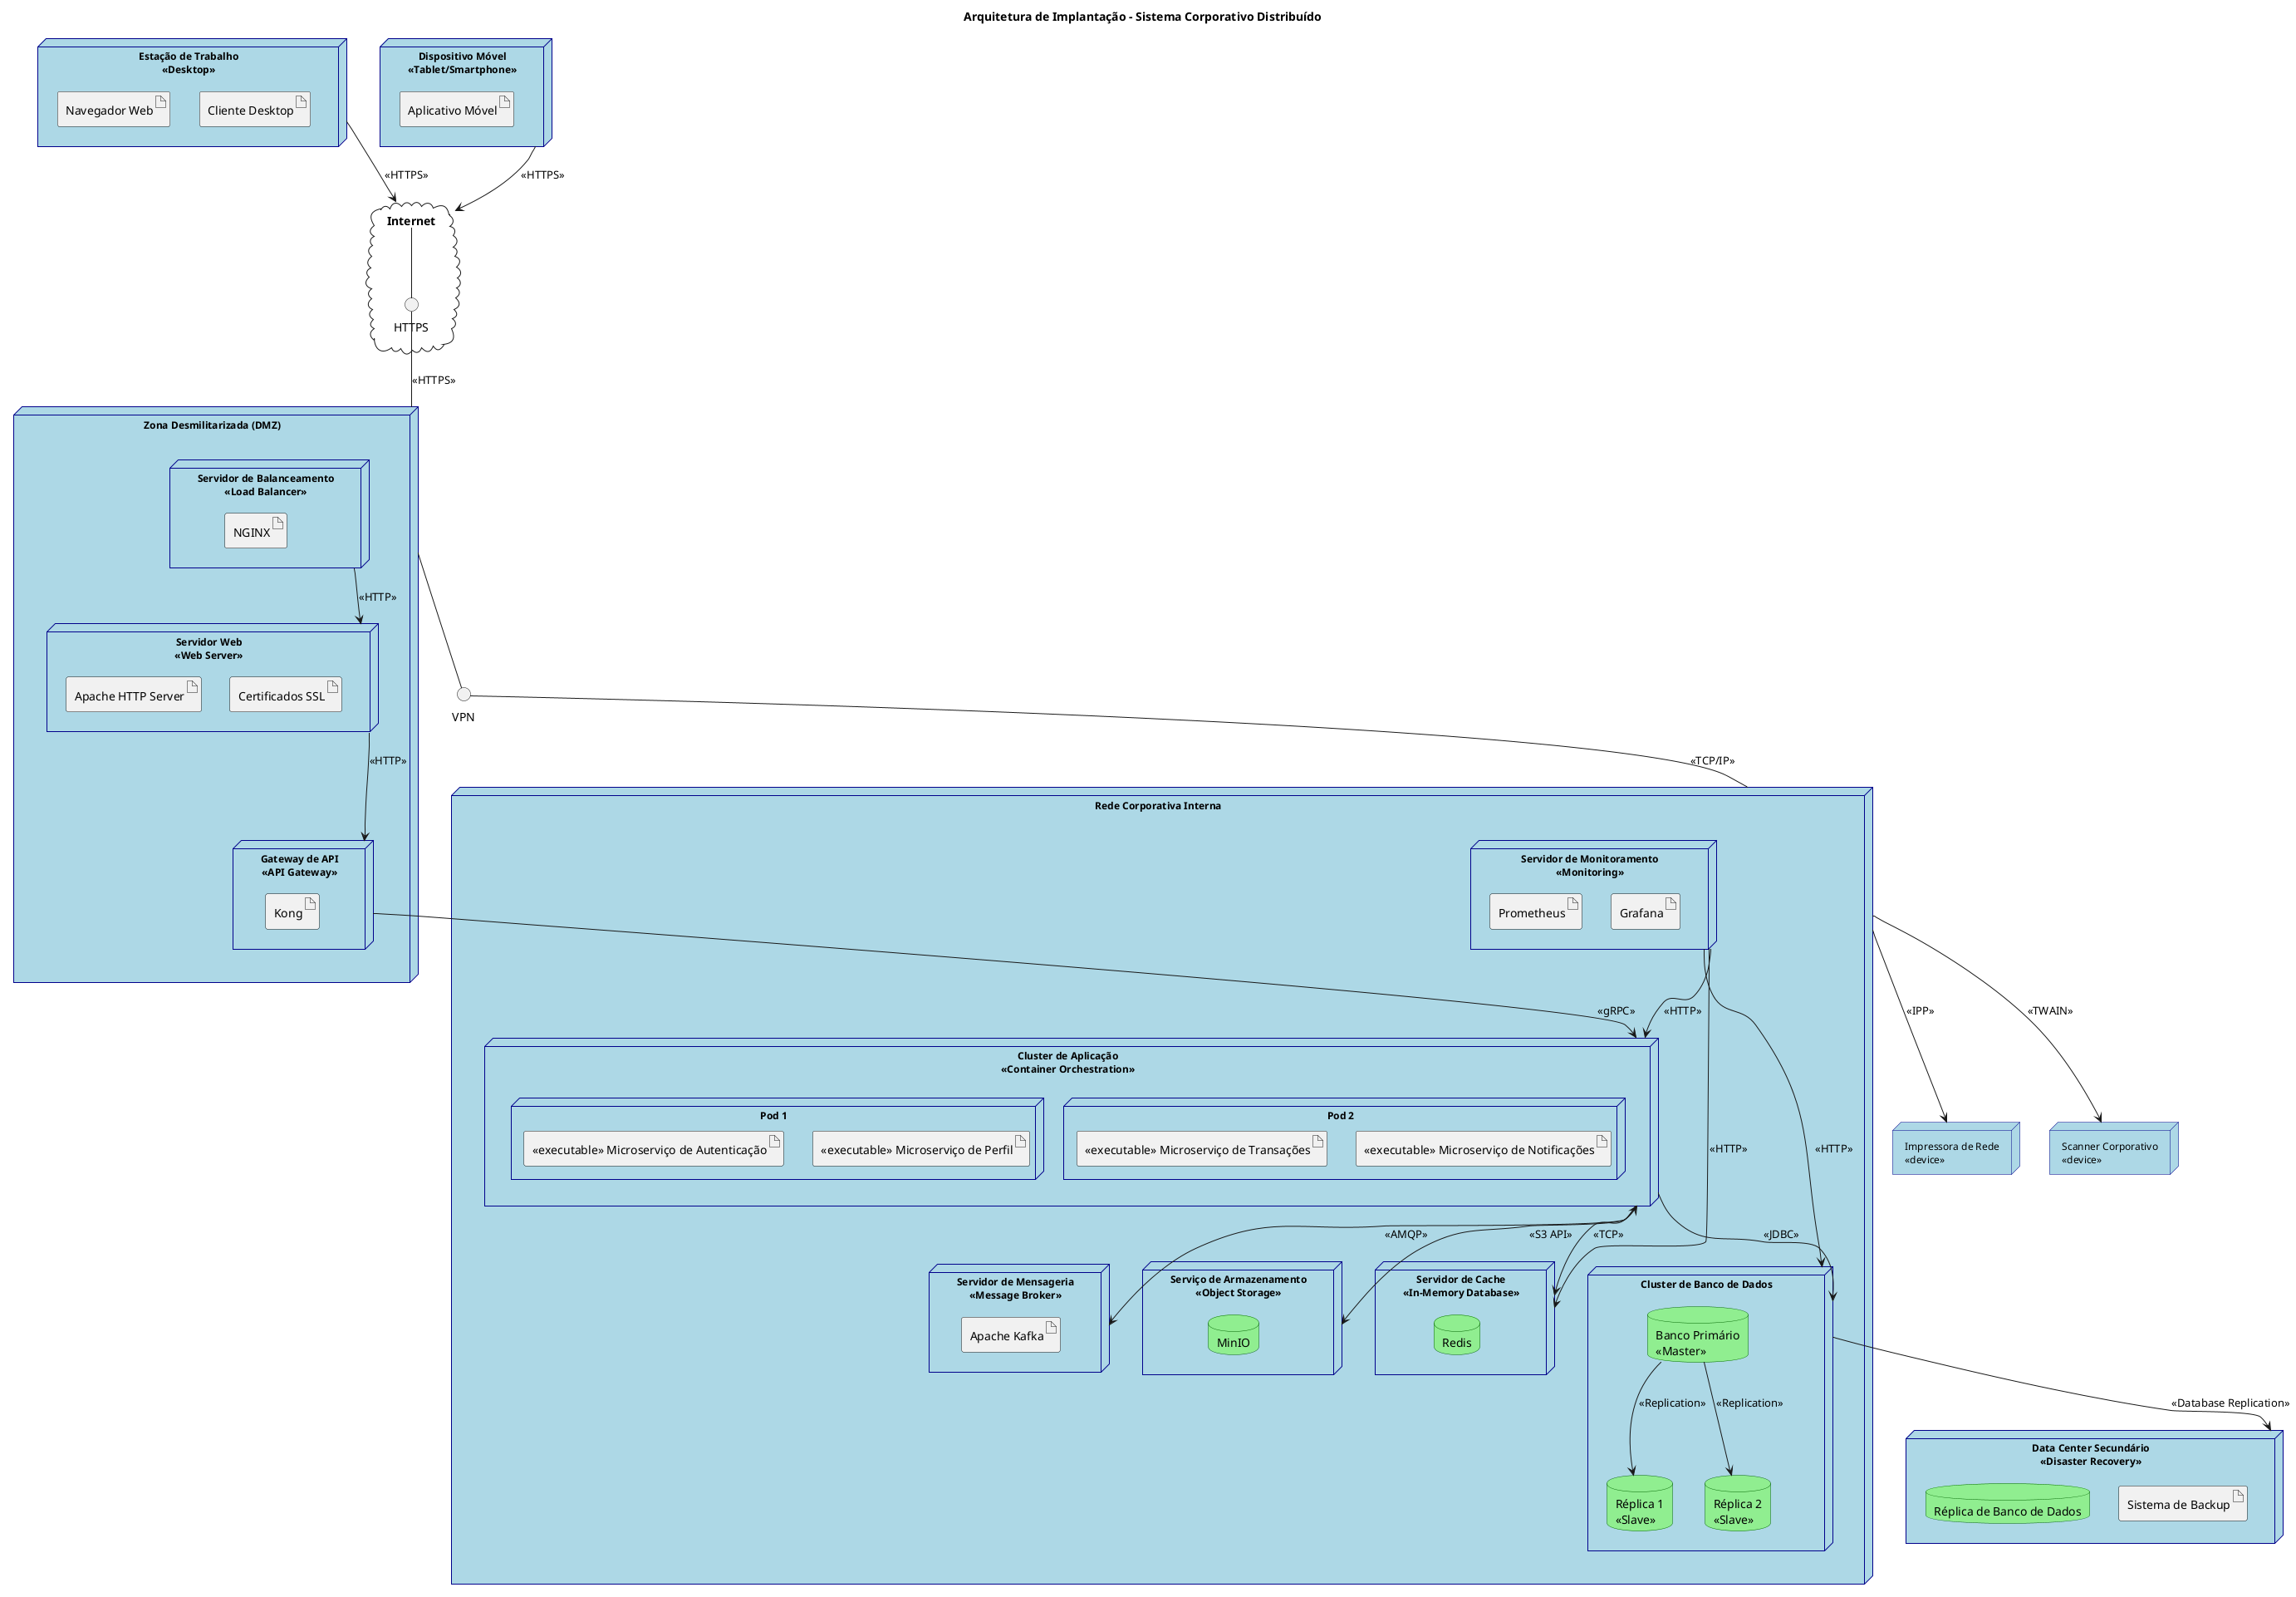 Arquitetura de Implantação - Sistema Corporativo Distribuído
Estação de Trabalho
«Desktop»
Navegador Web
Cliente Desktop
Dispositivo Móvel
«Tablet/Smartphone»
Aplicativo Móvel
«HTTPS»
«HTTPS»
Internet
HTTPS
«HTTPS»
Zona Desmilitarizada (DMZ)
Servidor de Balanceamento
«Load Balancer»
NGINX
«HTTP»
Servidor Web
«Web Server»
Apache HTTP Server
Certificados SSL
VPN
«HTTP»
«TCP/IP»
Gateway de API
«API Gateway»
Kong
Rede Corporativa Interna
Servidor de Monitoramento
«Monitoring»
Prometheus
Grafana
«gRPC»
«HTTP»
«IPP»
«TWAIN»
Cluster de Aplicação
«Container Orchestration»
Pod 1
«executable» Microserviço de Autenticação
«executable» Microserviço de Perfil
Pod 2
«executable» Microserviço de Transações
«executable» Microserviço de Notificações
«HTTP»
«HTTP»
Impressora de Rede
«device»
Scanner Corporativo
«device»
«AMQP»
«S3 API»
«TCP»
«JDBC»
Servidor de Mensageria
«Message Broker»
Apache Kafka
Serviço de Armazenamento
«Object Storage»
MinIO
Servidor de Cache
«In-Memory Database»
Redis
Cluster de Banco de Dados
Banco Primário
«Master»
«Replication»
«Replication»
Réplica 1
«Slave»
Réplica 2
«Slave»
«Database Replication»
Data Center Secundário
«Disaster Recovery»
Réplica de Banco de Dados
Sistema de Backup